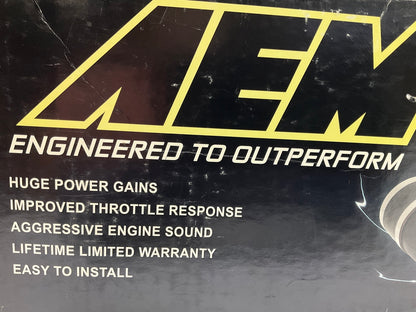 AEM
ENGINEERED TO OUTPERFORM
HUGE POWER GAINS
IMPROVED THROTTLE RESPONSE
AGGRESSIVE ENGINE SOUND
LIFETIME LIMITED WARRANTY
EASY TO INSTALL